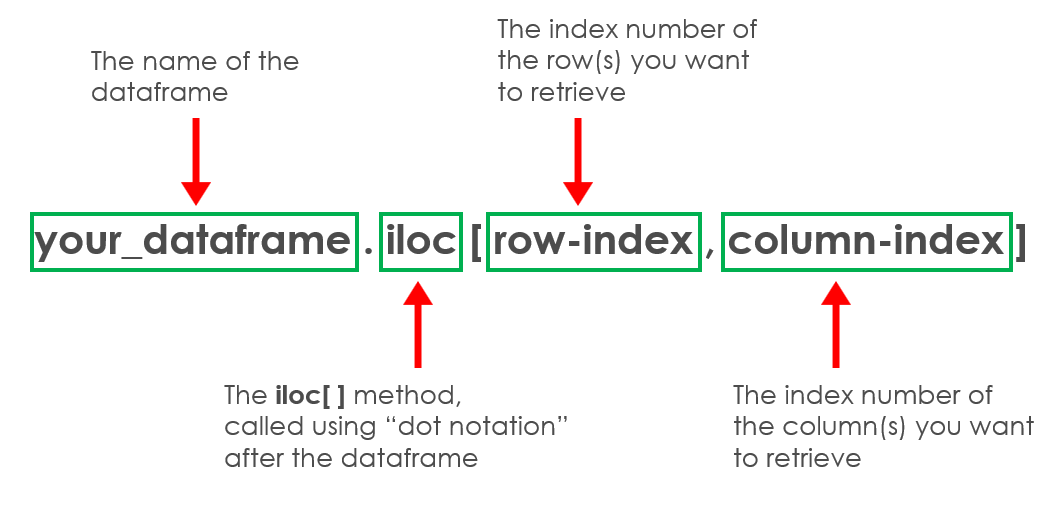 The name of the
dataframe
The index number of
the row(s) you want
to retrieve
your_dataframe.iloc[row-index,column-index]
The iloc[ ] method,
called using “dot notation”
after the dataframe
The index number of
the column(s) you want
to retrieve